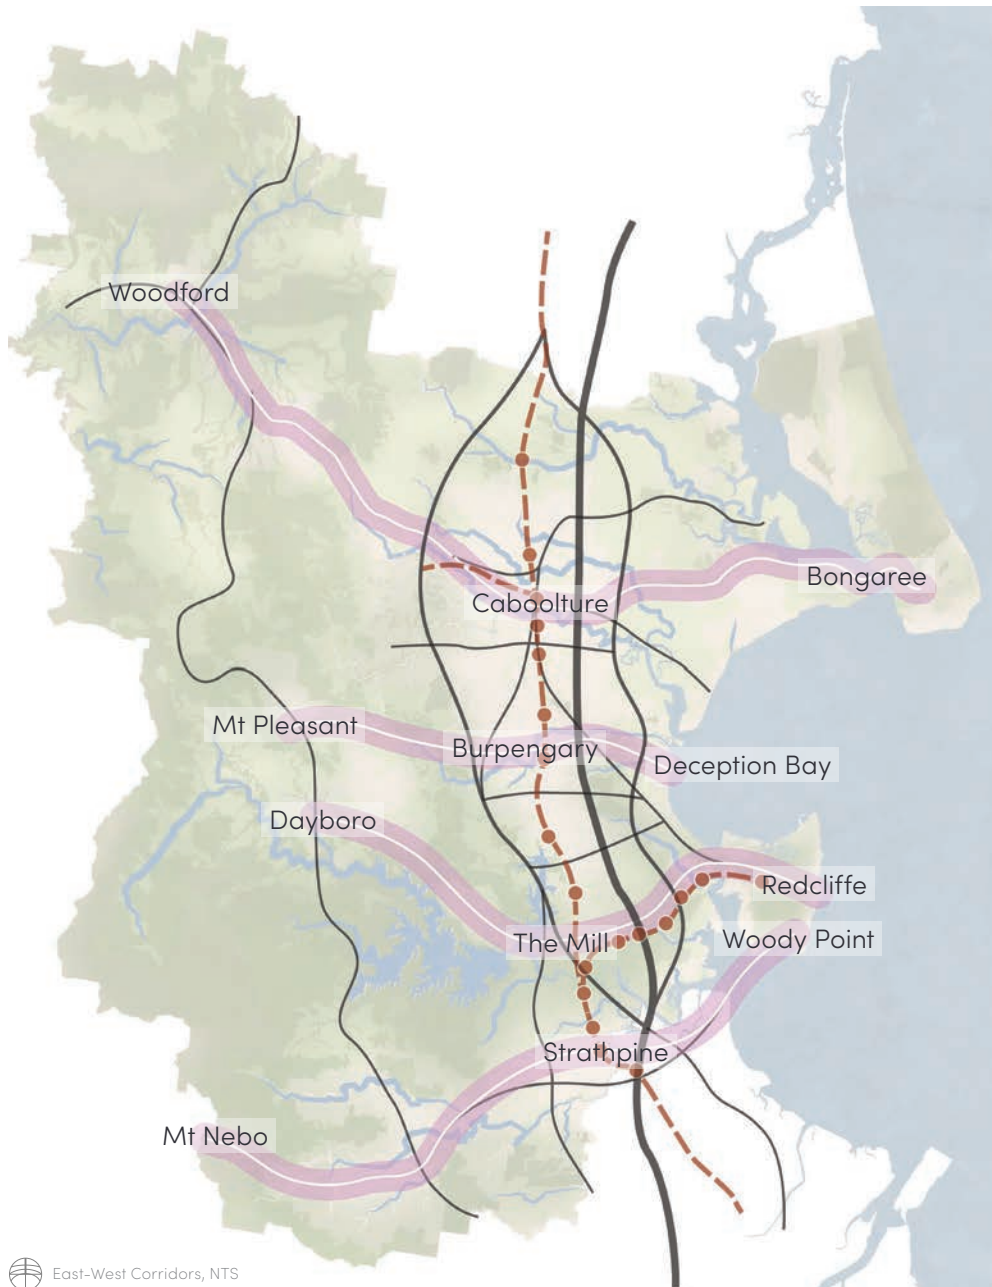 Woodford
Bongaree
Caboolture
Mt Pleasant
Burpengary
Deception Bay
Dayboro
Redcliffe
The Mill
Woody Point
Strathpine
Mt Nebo
East-West Corridors, NTS